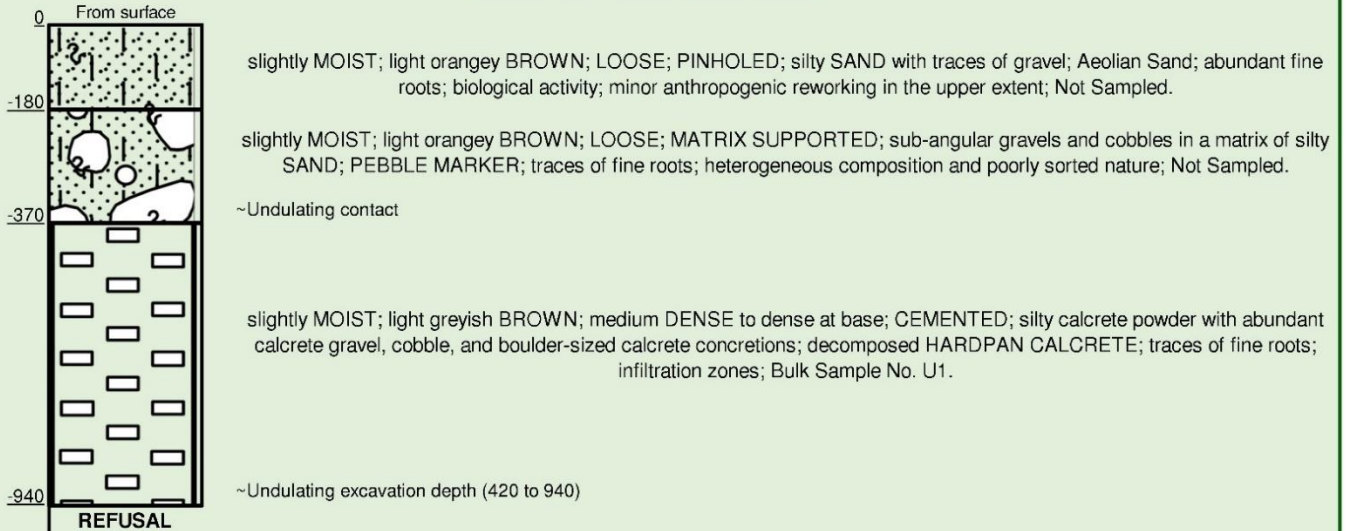 From surface
0
slightly MOIST; light orangey BROWN; LOOSE; PINHOLED; silty SAND with traces of gravel; Aeolian Sand; abundant fine
roots; biological activity; minor anthropogenic reworking in the upper extent; Not Sampled.
-180
slightly MOIST; light orangey BROWN; LOOSE; MATRIX SUPPORTED; sub-angular gravels and cobbles in a matrix of silty
SAND; PEBBLE MARKER; traces of fine roots; heterogeneous composition and poorly sorted nature; Not Sampled.
-370
~Undulating contact
slightly MOIST; light greyish BROWN; medium DENSE to dense at base; CEMENTED; silty calcrete powder with abundant
calcrete gravel, cobble, and boulder-sized calcrete concretions; decomposed HARDPAN CALCRETE; traces of fine roots;
infiltration zones; Bulk Sample No. U1.
-940
~Undulating excavation depth (420 to 940)
REFUSAL